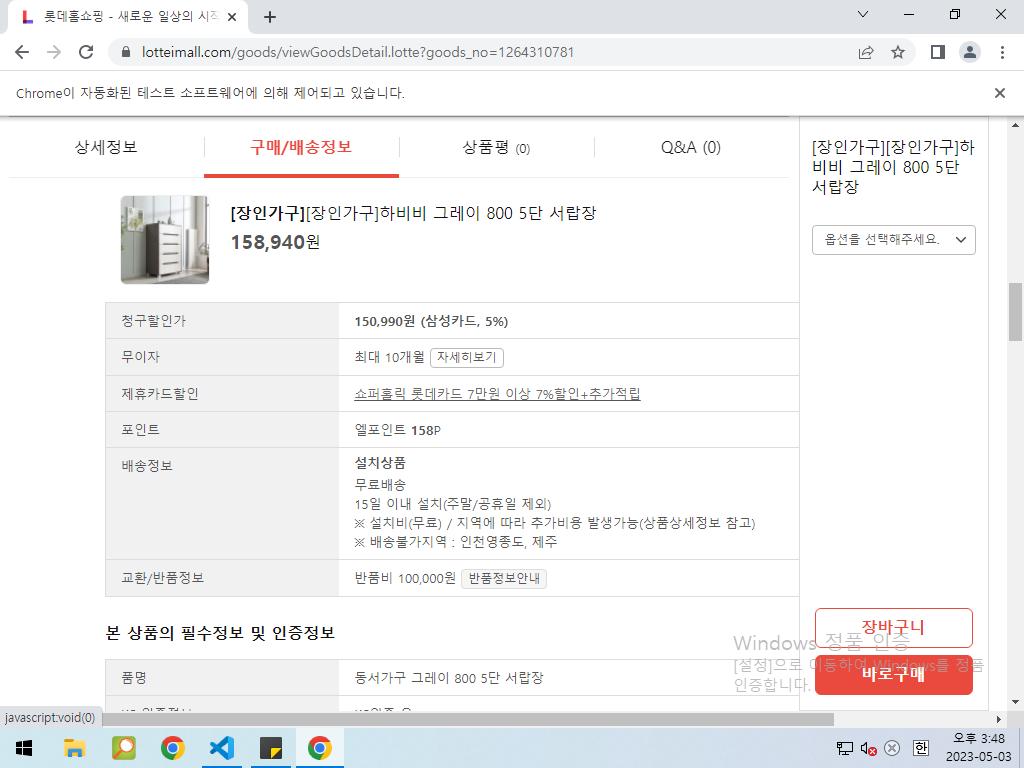 롯데홈쇼핑 - 새로운 일상의 시작
lotteimall.com/goods/viewGoodsDetail.lotte?goods_no=1264310781
Chrome이 자동화된 테스트 소프트웨어에 의해 제어되고 있습니다.
상세정보
구매/배송정보
상품평 (0)
Q&A (0)
[장인가구][장인가구]하비비 그레이 800 5단 서랍장
158,940원
청구할인가
150,990원 (삼성카드, 5%)
무이자
최대 10개월 자세히보기
제휴카드할인
쇼퍼홀릭 롯데카드 7만원 이상 7%할인+추가적립
포인트
엘포인트 158P
배송정보
설치상품
무료배송
15일 이내 설치(주말/공휴일 제외)
※ 설치비(무료) / 지역에 따라 추가비용 발생가능(상품상세정보 참고)
※ 배송불가지역 : 인천영종도, 제주
교환/반품정보
반품비 100,000원 반품정보안내
본 상품의 필수정보 및 인증정보
품명
동서가구 그레이 800 5단 서랍장
[장인가구][장인가구]하
비비 그레이 800 5단
서랍장
옵션을 선택해주세요.
장바구니
바로구매
Windows 정품 인증
[설정]으로 이동하여 Windows를 정품
인증합니다.
javascript:void(0)
한
오후 3:48
2023-05-03